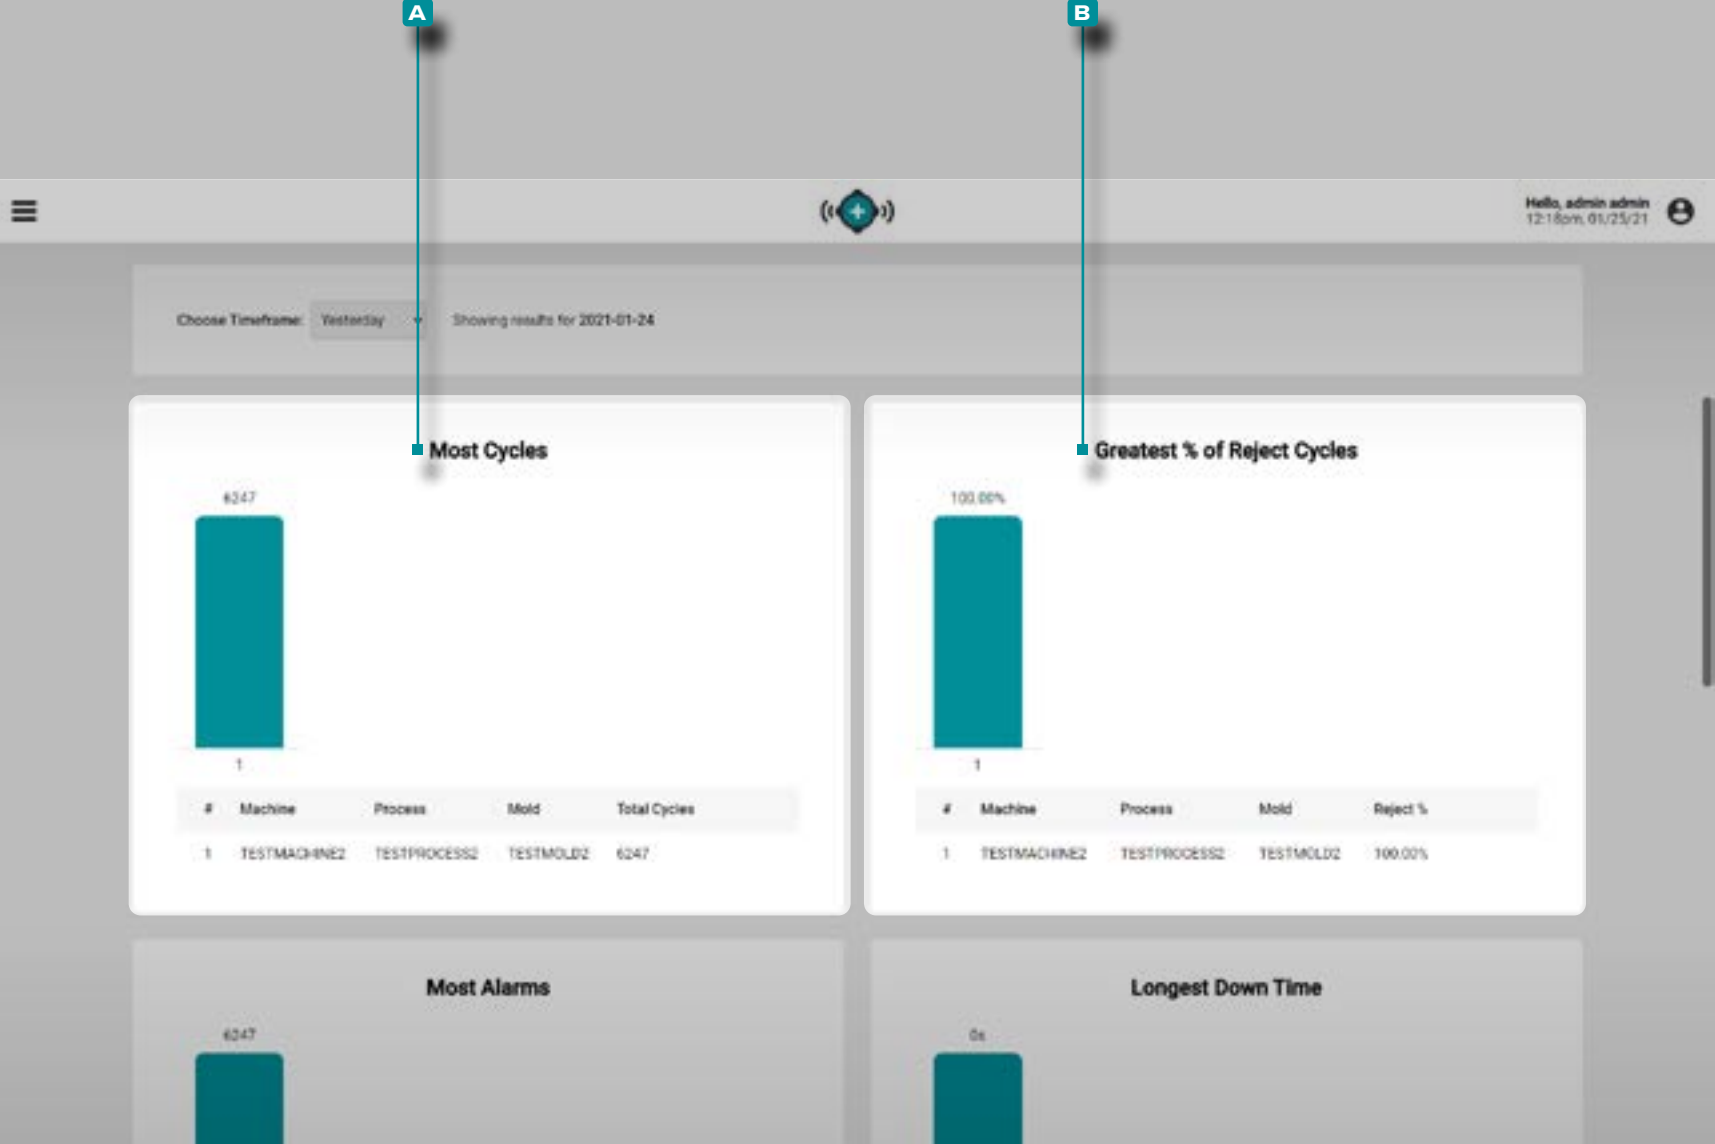 A
B
Hello, admin admin
12:18pm, 01/25/21
Choose Timeframe: Yesterday Showing results for 2021-01-24
Most Cycles
6247
1
# Machine Process Mold Total Cycles
1 TESTMACHINE2 TESTPROCESS2 TESTMOLD2 6247
Greatest % of Reject Cycles
100.00%
1
# Machine Process Mold Reject %
1 TESTMACHINE2 TESTPROCESS2 TESTMOLD2 100.00%
Most Alarms
6247
Longest Down Time
0s